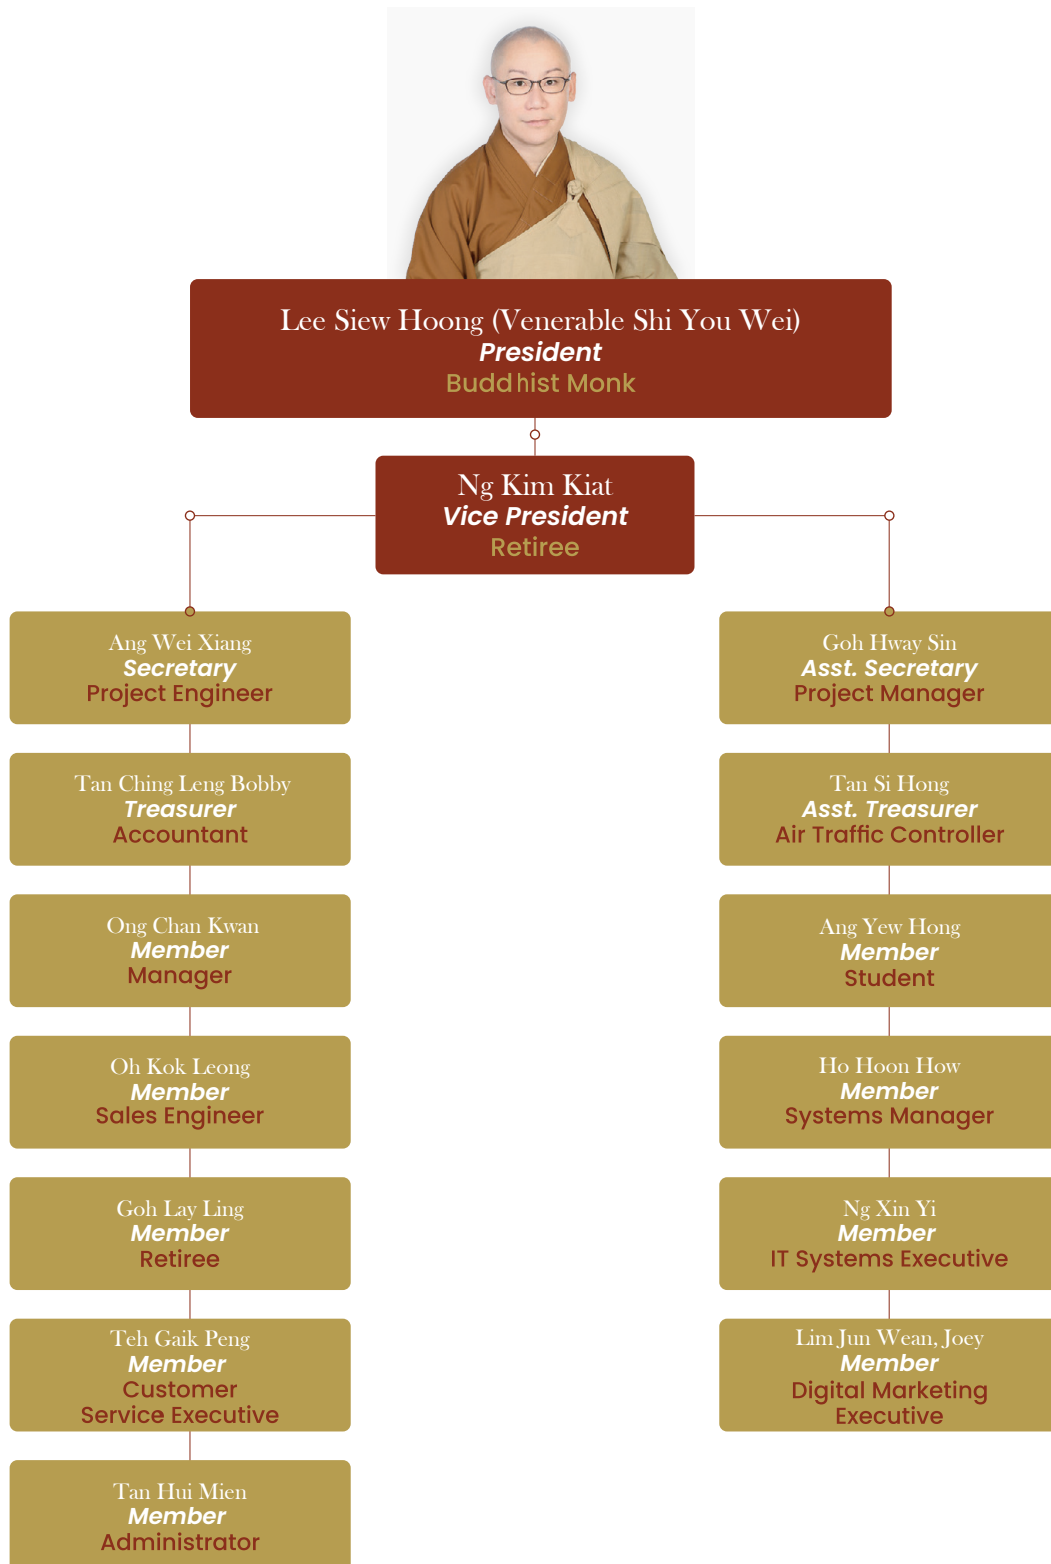 Lee Siew Hoong (Venerable Shi You Wei)
President
Buddhist Monk
Ng Kim Kiat
Vice President
Retiree
Ang Wei Xiang
Secretary
Project Engineer
Tan Ching Leng Bobby
Treasurer
Accountant
Ong Chan Kwan
Member
Manager
Oh Kok Leong
Member
Sales Engineer
Goh Lay Ling
Member
Retiree
Teh Gaik Peng
Member
Customer
Service Executive
Tan Hui Mien
Member
Administrator
Goh Hway Sin
Asst. Secretary
Project Manager
Tan Si Hong
Asst. Treasurer
Air Traffic Controller
Ang Yew Hong
Member
Student
Ho Hoon How
Member
Systems Manager
Ng Xin Yi
Member
IT Systems Executive
Lim Jun Wean, Joey
Member
Digital Marketing
Executive